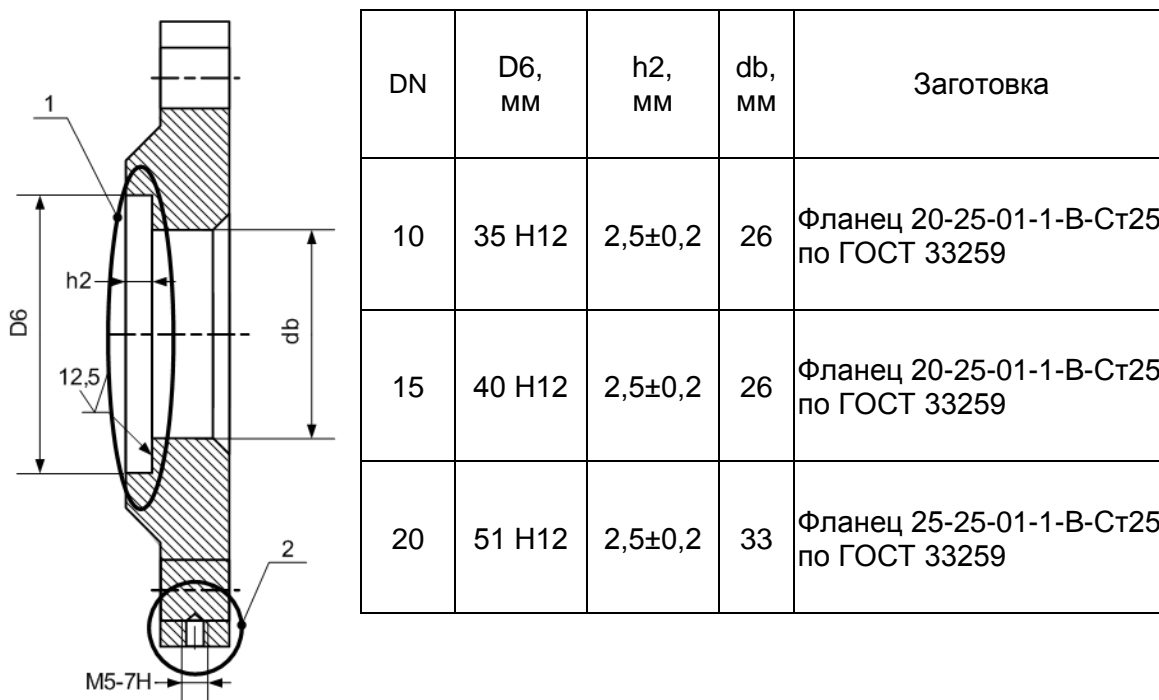 1
h2
D6
db
12,5
2
M5-7H
DN
D6,
мм
h2,
мм
db,
мм
Заготовка
10
35 H12
2,5±0,2
26
Фланец 20-25-01-1-В-Ст25
по ГОСТ 33259
15
40 H12
2,5±0,2
26
Фланец 20-25-01-1-В-Ст25
по ГОСТ 33259
20
51 H12
2,5±0,2
33
Фланец 25-25-01-1-В-Ст25
по ГОСТ 33259